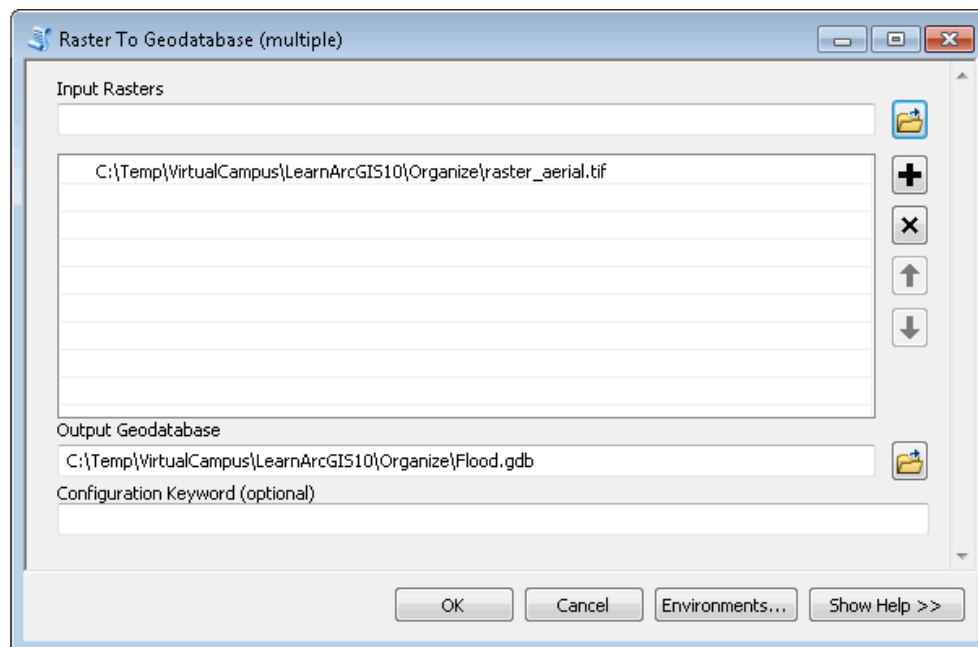 Raster To Geodatabase (multiple)
Input Rasters
C:\Temp\VirtualCampus\LearnArcGIS10\Organize\raster_aerial.tif
Output Geodatabase
C:\Temp\VirtualCampus\LearnArcGIS10\Organize\Flood.gdb
Configuration Keyword (optional)
OK Cancel Environments... Show Help >>